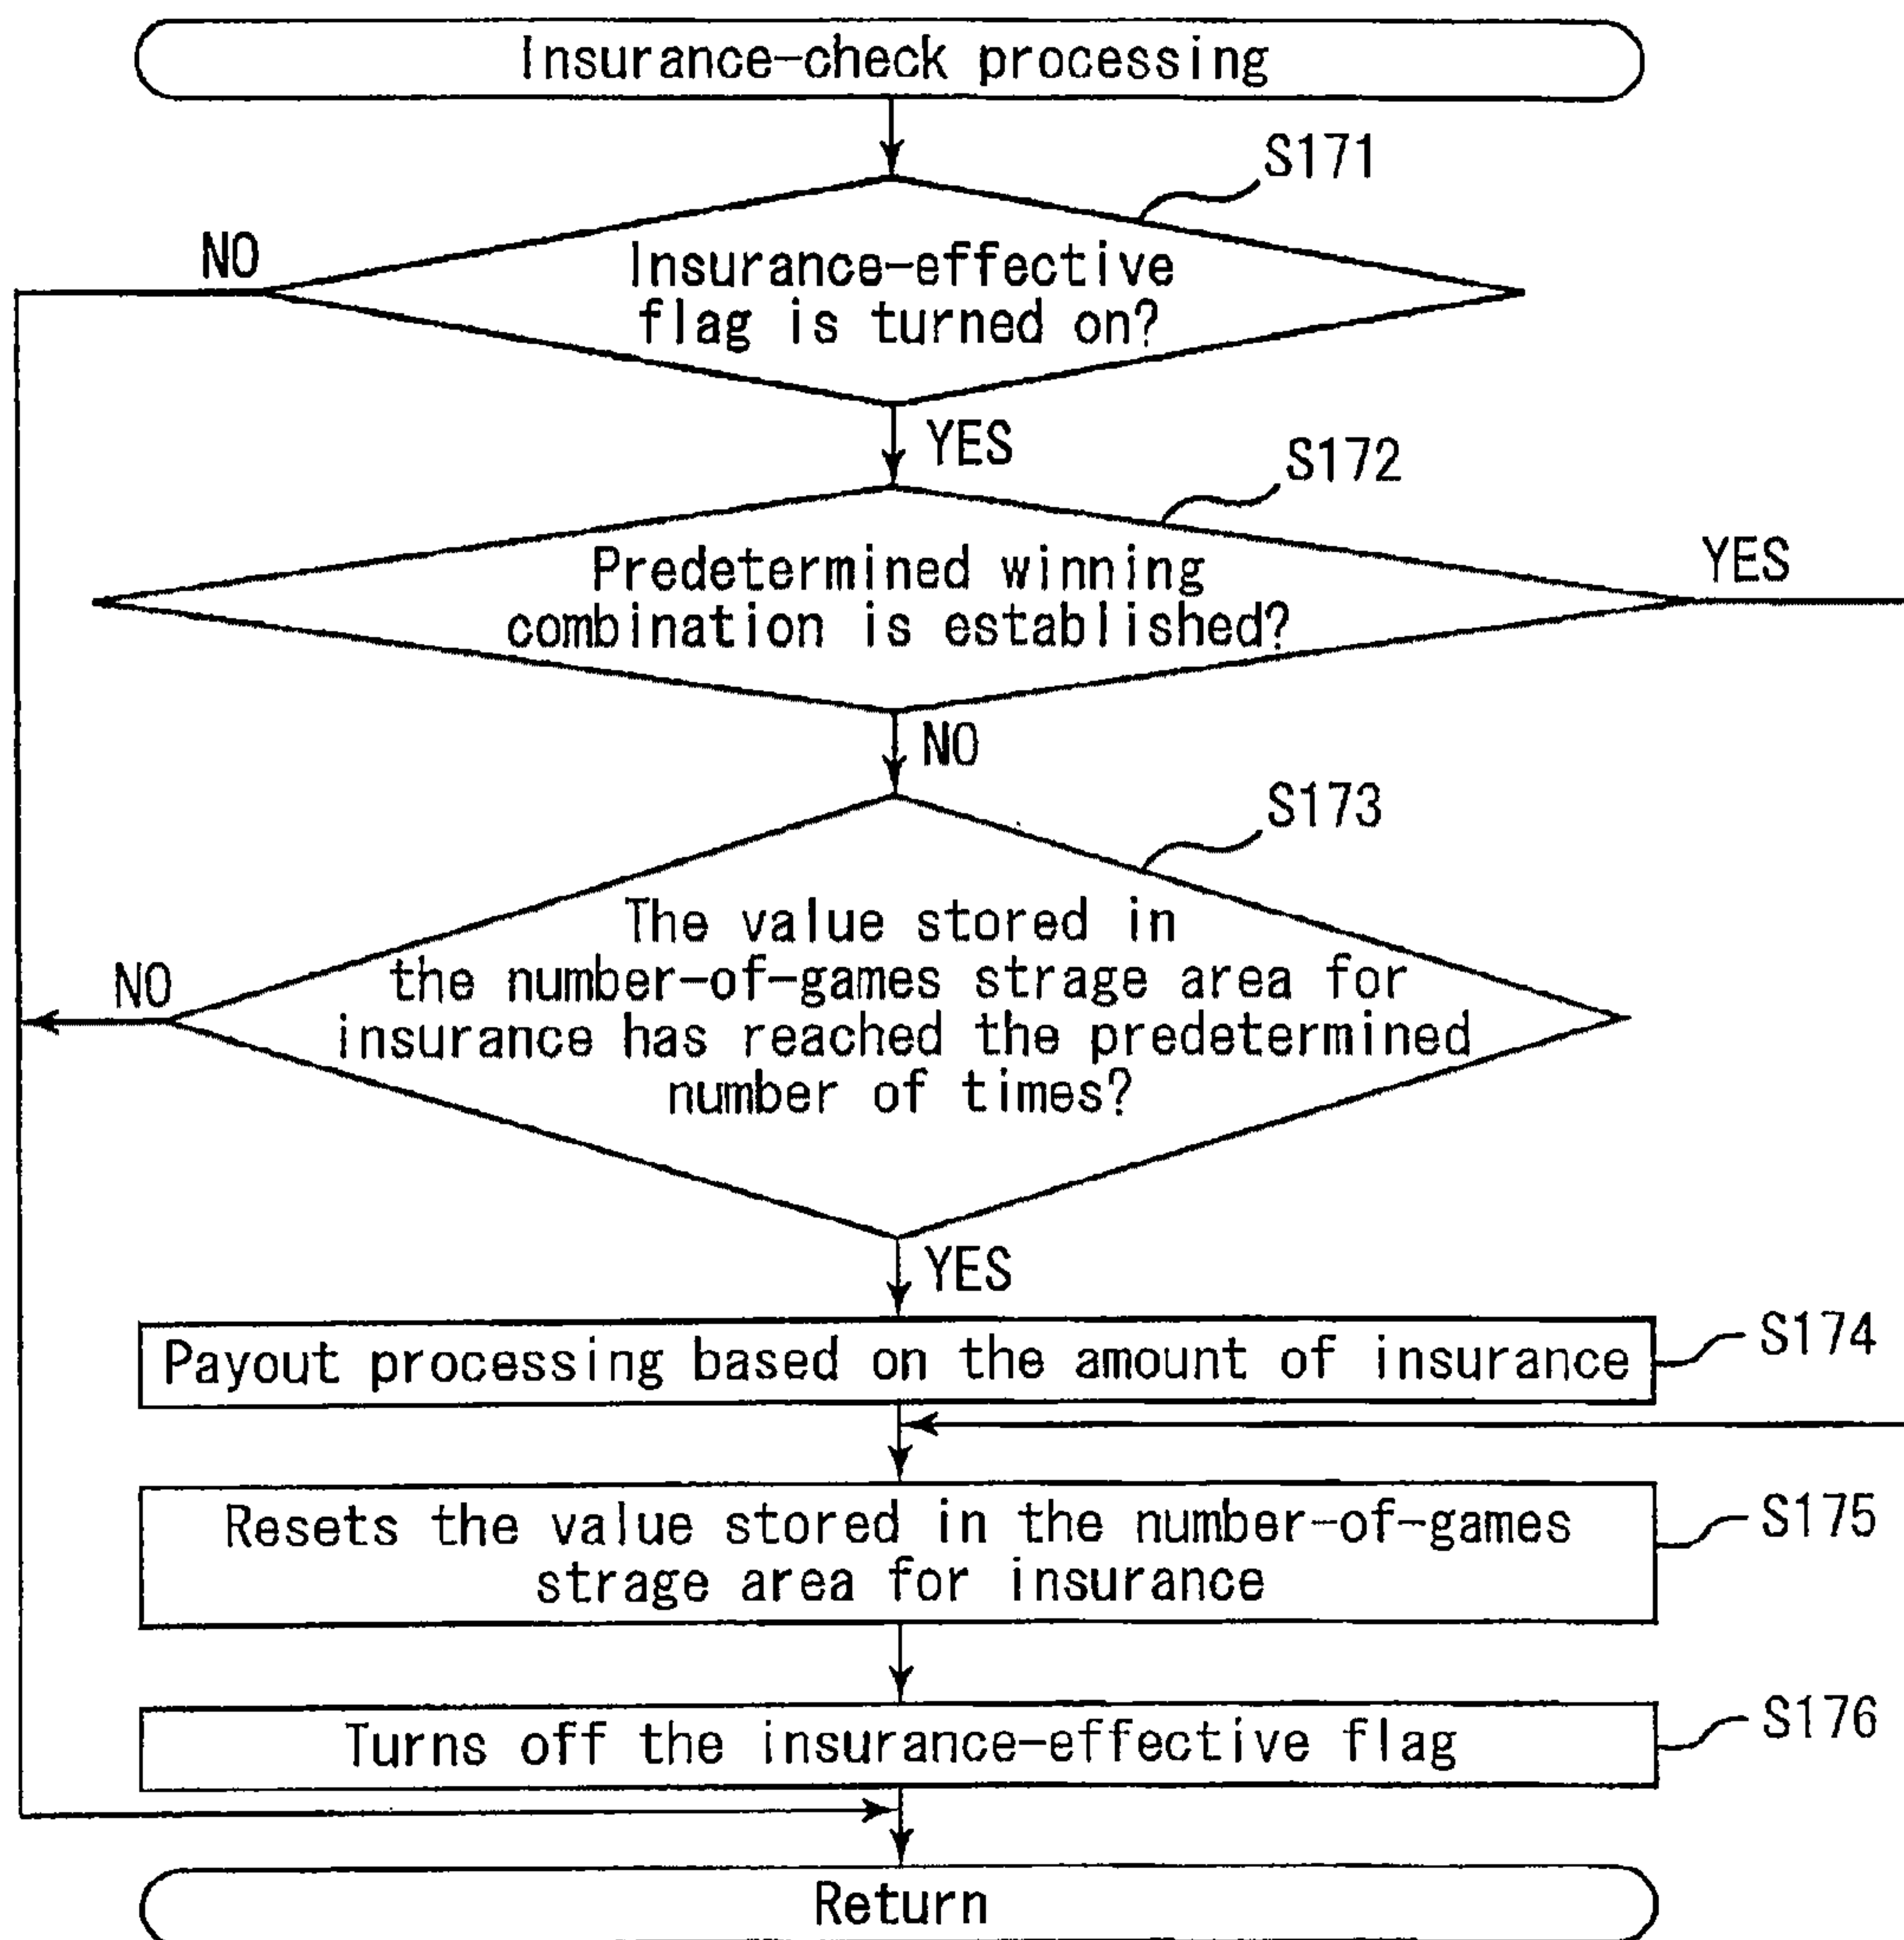 Insurance-check processing
S171
NO
Insurance-effective
flag is turned on?
YES
S172
Predetermined winning
combination is established?
YES
NO
S173
The value stored in
the number-of-games strage area for
insurance has reached the predetermined
number of times?
NO
YES
Payout processing based on the amount of insurance
S174
Resets the value stored in the number-of-games
strage area for insurance
S175
Turns off the insurance-effective flag
S176
Return